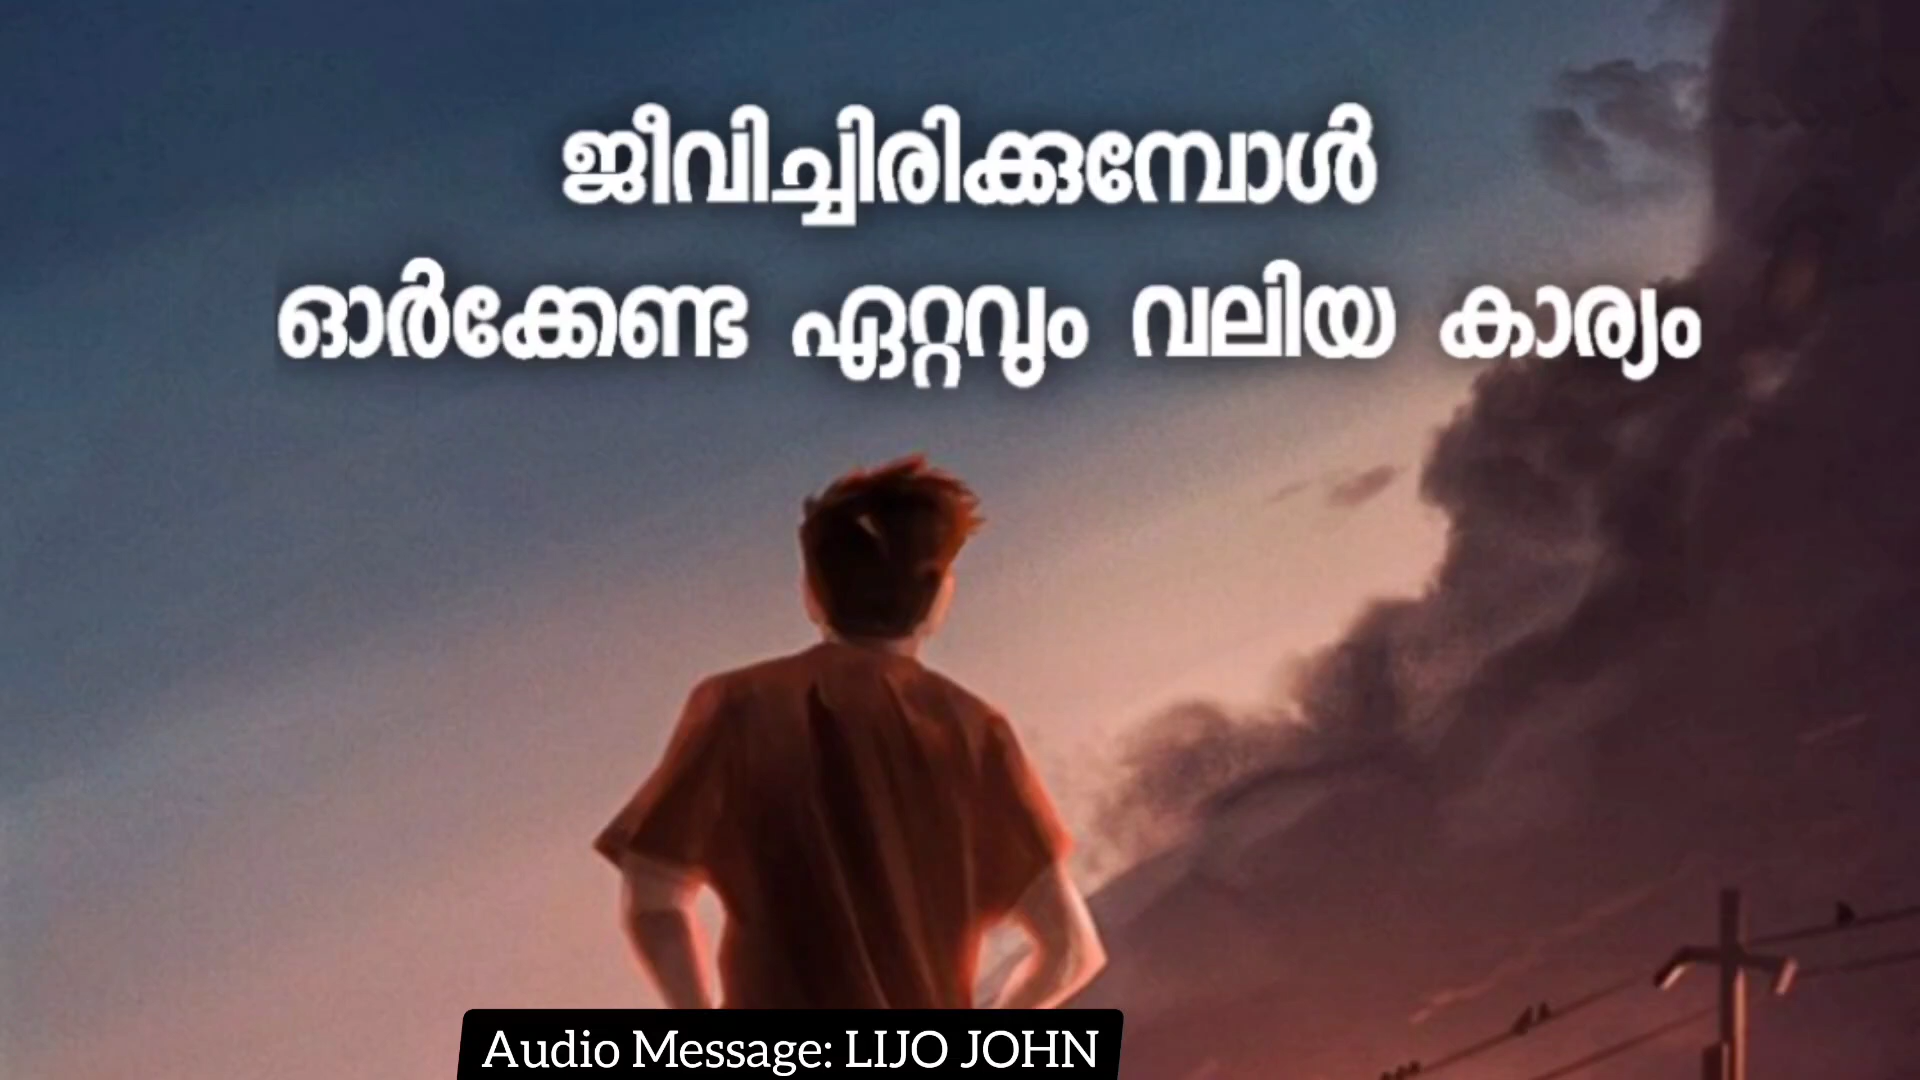 ജീവിച്ചിരിക്കുമ്പോൾ
ഓർക്കേണ്ട ഏറ്റവും വലിയ കാര്യം
Audio Message: LIJO JOHN